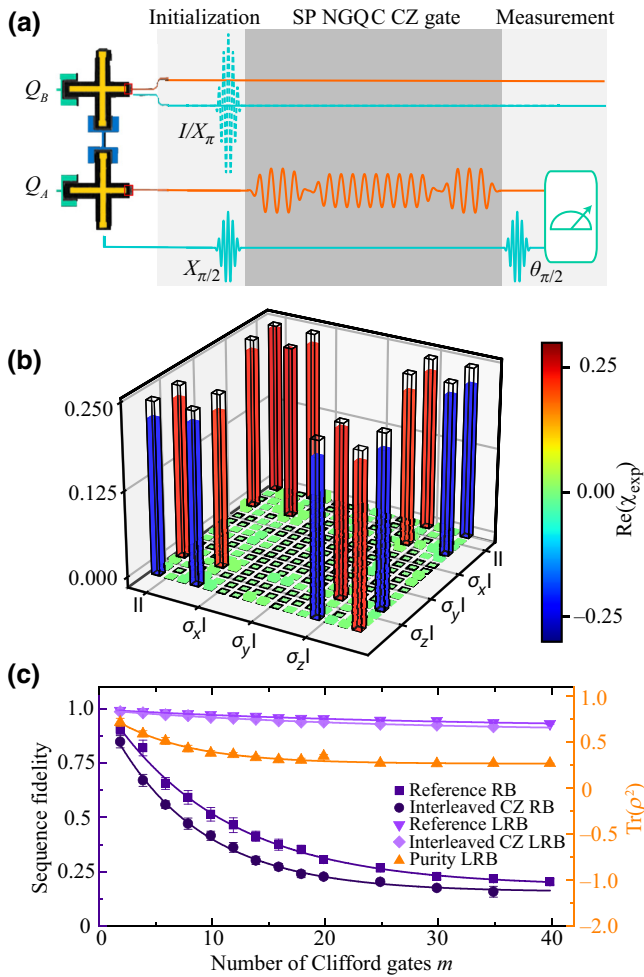 (a)
Initialization SP NGQC CZ gate Measurement
Q_B
I/X_π
Q_A
X_π/2
θ_π/2
(b)
0.250
0.125
0.000
II
σ_xI
σ_yI
σ_zI
σ_zI
σ_yI
σ_xI
II
0.25
0.00
−0.25
Re(χ_exp)
(c)
1.0
0.75
0.5
0.25
0
Sequence fidelity
Reference RB
Interleaved CZ RB
Reference LRB
Interleaved CZ LRB
Purity LRB
1.0
0.5
0
−0.5
−1.0
−2.0
Tr(ρ²)
0 10 20 30 40
Number of Clifford gates m